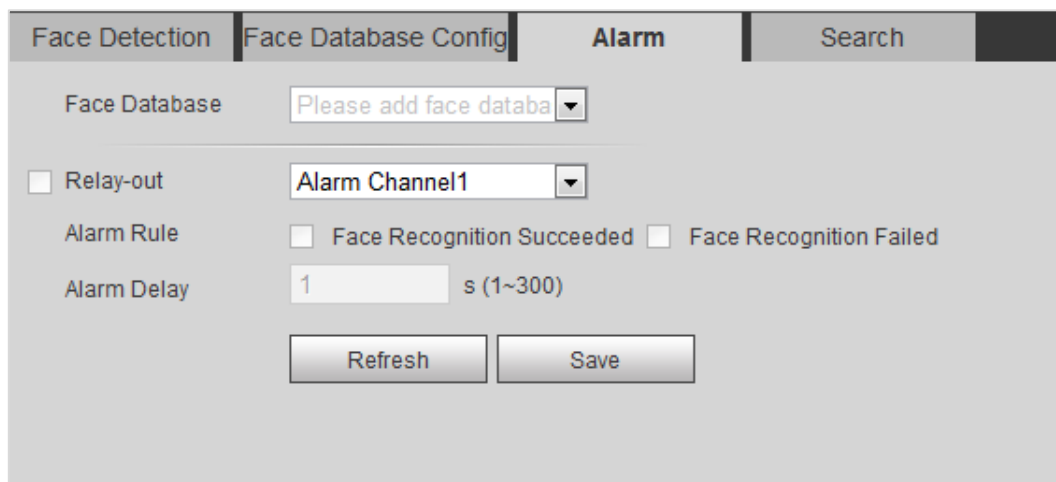 Face Detection Face Database Config Alarm Search
Face Database Please add face databa
Relay-out Alarm Channel1
Alarm Rule Face Recognition Succeeded Face Recognition Failed
Alarm Delay 1 s (1~300)
Refresh Save